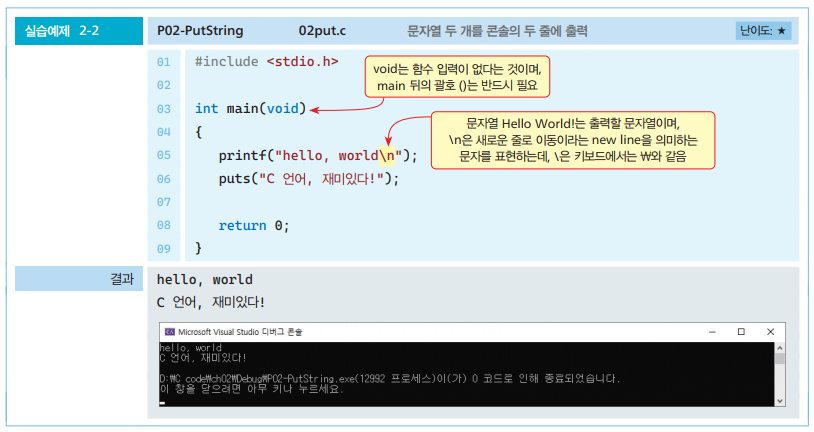 실습예제 2-2 P02-PutString 02put.c 문자열 두 개를 콘솔의 두 줄에 출력 난이도: ★
01 #include <stdio.h>
void는 함수 입력이 없다는 것이며,
main 뒤의 괄호 ()는 반드시 필요
02
03 int main(void)
문자열 Hello World!는 출력할 문자열이며,
\n은 새로운 줄로 이동이라는 new line을 의미하는
문자를 표현하는데, \은 키보드에서는 ₩와 같음
04 {
05 printf("hello, world\n");
06 puts("C 언어, 재미있다!");
07
08 return 0;
09 }
결과
hello, world
C 언어, 재미있다!
Microsoft Visual Studio 디버그 콘솔
hello, world
C 언어, 재미있다!
D:₩C code₩ch02₩Debug₩P02-PutString.exe(12992 프로세스)이(가) 0 코드로 인해 종료되었습니다.
이 창을 닫으려면 아무 키나 누르세요.